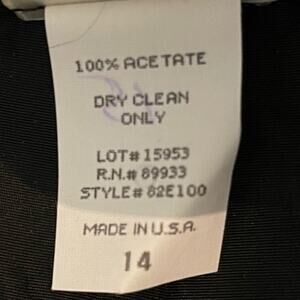 100% ACETATE
DRY CLEAN
ONLY
LOT# 15953
R.N.# 89933
STYLE# 82E100
MADE IN U.S.A.
14